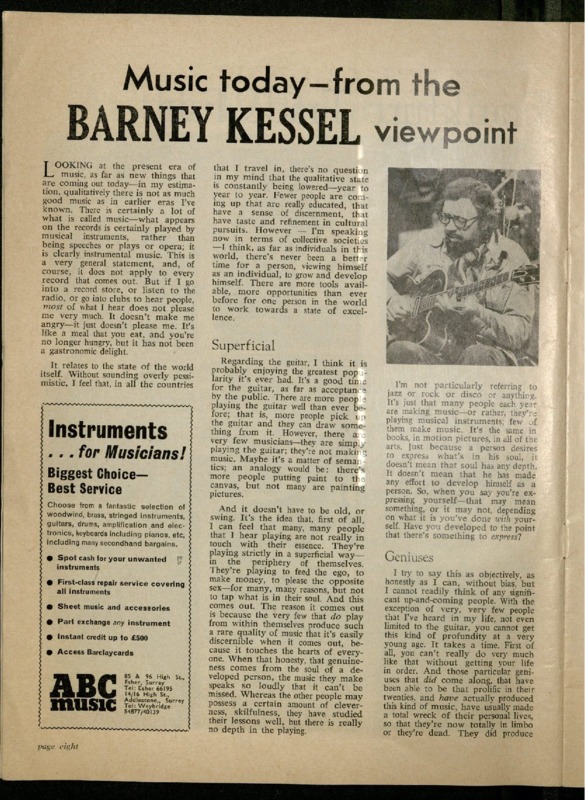 Music today—from the
BARNEY KESSEL viewpoint
LOOKING at the present era of
music, as far as new things that
are coming out today—in my estima-
tion, qualitatively there is not as much
good music as in earlier eras I've
known. There is certainly a lot of
what is called music—what appears
on the records is certainly played by
musical instruments, rather than
being speeches or plays or opera; it
is clearly instrumental music. This is
a very general statement, and, of
course, it does not apply to every
record that comes out. But if I go
into a record store, or listen to the
radio, or go into clubs to hear people,
most of what I hear does not please
me very much. It doesn't make me
angry—it just doesn't please me. It's
like a meal that you eat, and you're
no longer hungry, but it has not been
a gastronomic delight.
It relates to the state of the world
itself. Without sounding overly pessi-
mistic, I feel that, in all the countries
Instruments
. . . for Musicians!
Biggest Choice—
Best Service
Choose from a fantastic selection of
woodwind, brass, stringed instruments,
guitars, drums, amplification and elec-
tronics, keyboards including pianos, etc,
including many secondhand bargains.
● Spot cash for your unwanted
instruments
● First-class repair service covering
all instruments
● Sheet music and accessories
● Part exchange any instrument
● Instant credit up to £500
● Access Barclaycards
ABC
music
85 & 96 High St.,
Esher, Surrey
Tel: Esher 66195
14/16 High St.,
Addlestone, Surrey
Tel: Weybridge
54877/40139
page eight
that I travel in, there's no question
in my mind that the qualitative state
is constantly being lowered—year to
year to year. Fewer people are com-
ing up that are really educated, that
have a sense of discernment, that
have taste and refinement in cultural
pursuits. However — I'm speaking
now in terms of collective societies
—I think, as far as individuals in this
world, there's never been a better
time for a person, viewing himself
as an individual, to grow and develop
himself. There are more tools avail-
able, more opportunities than ever
before for one person in the world
to work towards a state of excel-
lence.
Superficial
Regarding the guitar, I think it is
probably enjoying the greatest popu-
larity it's ever had. It's a good time
for the guitar, as far as acceptance
by the public. There are more people
playing the guitar well than ever be-
fore; that is, more people pick up
the guitar and they can draw some-
thing from it. However, there are
very few musicians—they are simply
playing the guitar; they're not making
music. Maybe it's a matter of seman-
tics; an analogy would be: there's
more people putting paint to the
canvas, but not many are painting
pictures.
And it doesn't have to be old, or
swing. It's the idea that, first of all,
I can feel that many, many people
that I hear playing are not really in
touch with their essence. They're
playing strictly in a superficial way—
in the periphery of themselves.
They're playing to feed the ego, to
make money, to please the opposite
sex—for many, many reasons, but not
to tap what is in their soul. And this
comes out. The reason it comes out
is because the very few that do play
from within themselves produce such
a rare quality of music that it's easily
discernible when it comes out, be-
cause it touches the hearts of every-
one. When that honesty, that genuine-
ness comes from the soul of a de-
veloped person, the music they make
speaks so loudly that it can't be
missed. Whereas the other people may
possess a certain amount of clever-
ness, skilfulness, they have studied
their lessons well, but there is really
no depth in the playing.
I'm not particularly referring to
jazz or rock or disco or anything.
It's just that many people each year
are making music—or rather, they're
playing musical instruments; few of
them make music. It's the same in
books, in motion pictures, in all of the
arts. Just because a person desires
to express what's in his soul, it
doesn't mean that soul has any depth.
It doesn't mean that he has made
any effort to develop himself as a
person. So, when you say you're ex-
pressing yourself—that may mean
something, or it may not, depending
on what it is you've done with your-
self. Have you developed to the point
that there's something to express?
Geniuses
I try to say this as objectively, as
honestly as I can, without bias, but
I cannot readily think of any signifi-
cant up-and-coming people. With the
exception of very, very few people
that I've heard in my life, not even
limited to the guitar, you cannot get
this kind of profundity at a very
young age. It takes a time. First of
all, you can't really do very much
like that without getting your life
in order. And those particular geni-
uses that did come along, that have
been able to be that prolific in their
twenties, and have actually produced
this kind of music, have usually made
a total wreck of their personal lives,
so that they're now totally in limbo
or they're dead. They did produce